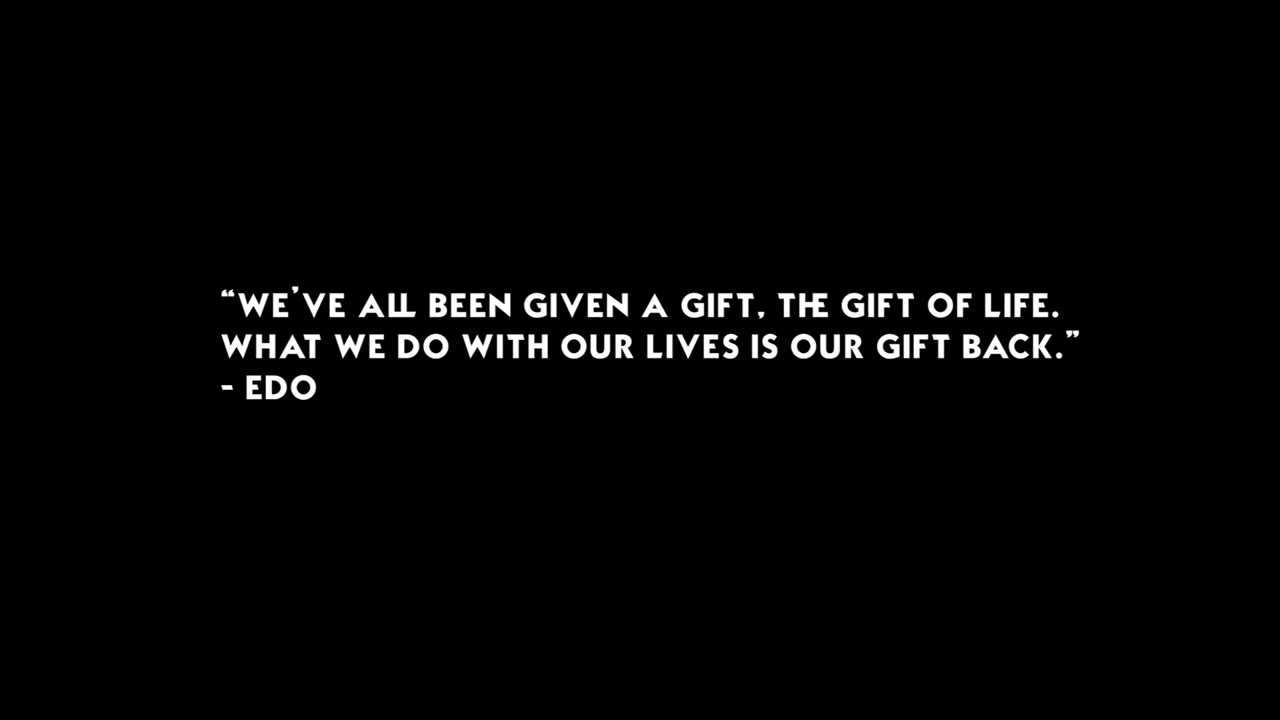 “WE’VE ALL BEEN GIVEN A GIFT, THE GIFT OF LIFE.
WHAT WE DO WITH OUR LIVES IS OUR GIFT BACK.”
- EDO